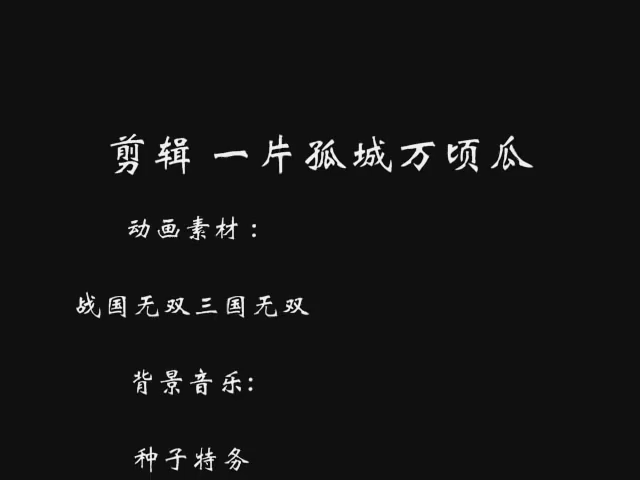 剪辑 一片孤城万顷瓜
动画素材：
战国无双三国无双
背景音乐:
种子特务